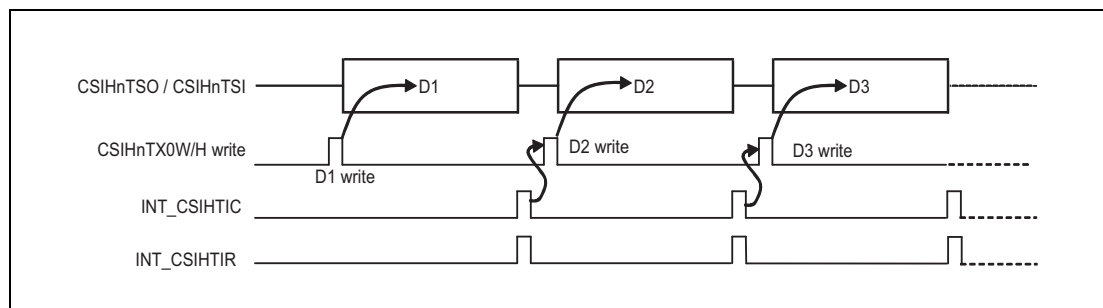 CSIHnTSO / CSIHnTSI
D1
D2
D3
CSIHnTX0W/H write
D1 write
D2 write
D3 write
INT_CSIHTIC
INT_CSIHTIR